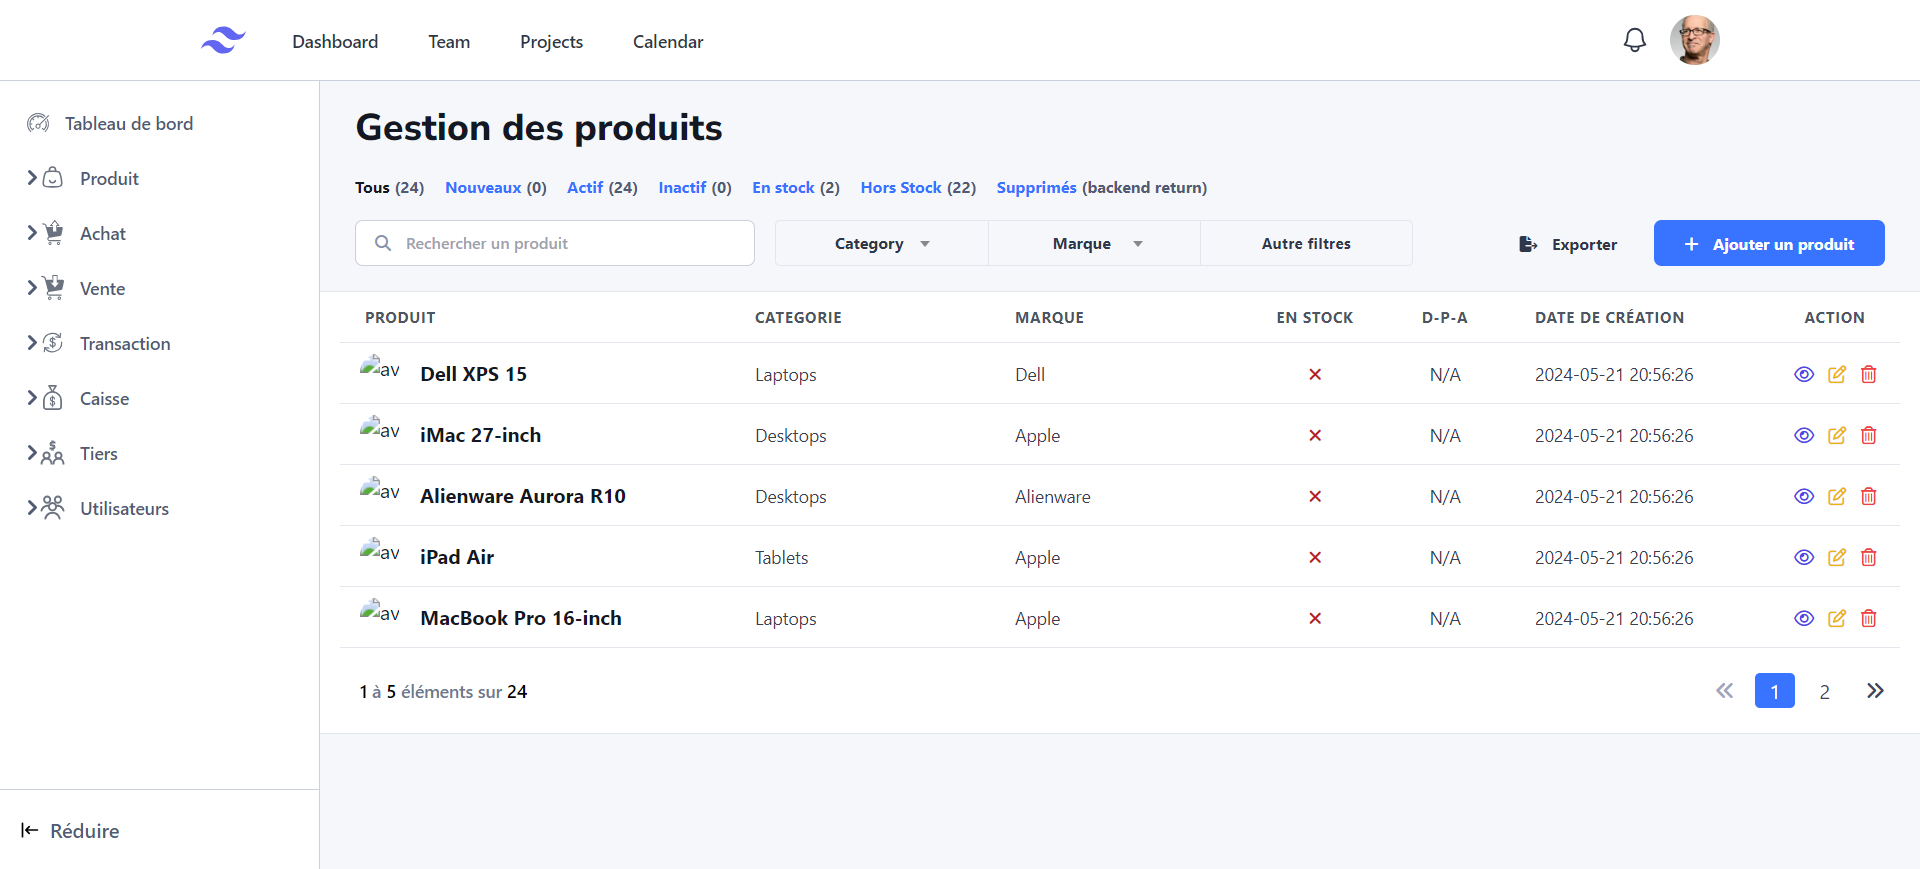 Dashboard Team Projects Calendar
Tableau de bord
Produit
Achat
Vente
Transaction
Caisse
Tiers
Utilisateurs
Réduire
Gestion des produits
Tous (24) Nouveaux (0) Actif (24) Inactif (0) En stock (2) Hors Stock (22) Supprimés (backend return)
Rechercher un produit Category Marque Autre filtres Exporter + Ajouter un produit
PRODUIT CATEGORIE MARQUE EN STOCK D-P-A DATE DE CRÉATION ACTION
av Dell XPS 15 Laptops Dell ✕ N/A 2024-05-21 20:56:26
av iMac 27-inch Desktops Apple ✕ N/A 2024-05-21 20:56:26
av Alienware Aurora R10 Desktops Alienware ✕ N/A 2024-05-21 20:56:26
av iPad Air Tablets Apple ✕ N/A 2024-05-21 20:56:26
av MacBook Pro 16-inch Laptops Apple ✕ N/A 2024-05-21 20:56:26
1 à 5 éléments sur 24 « 1 2 »